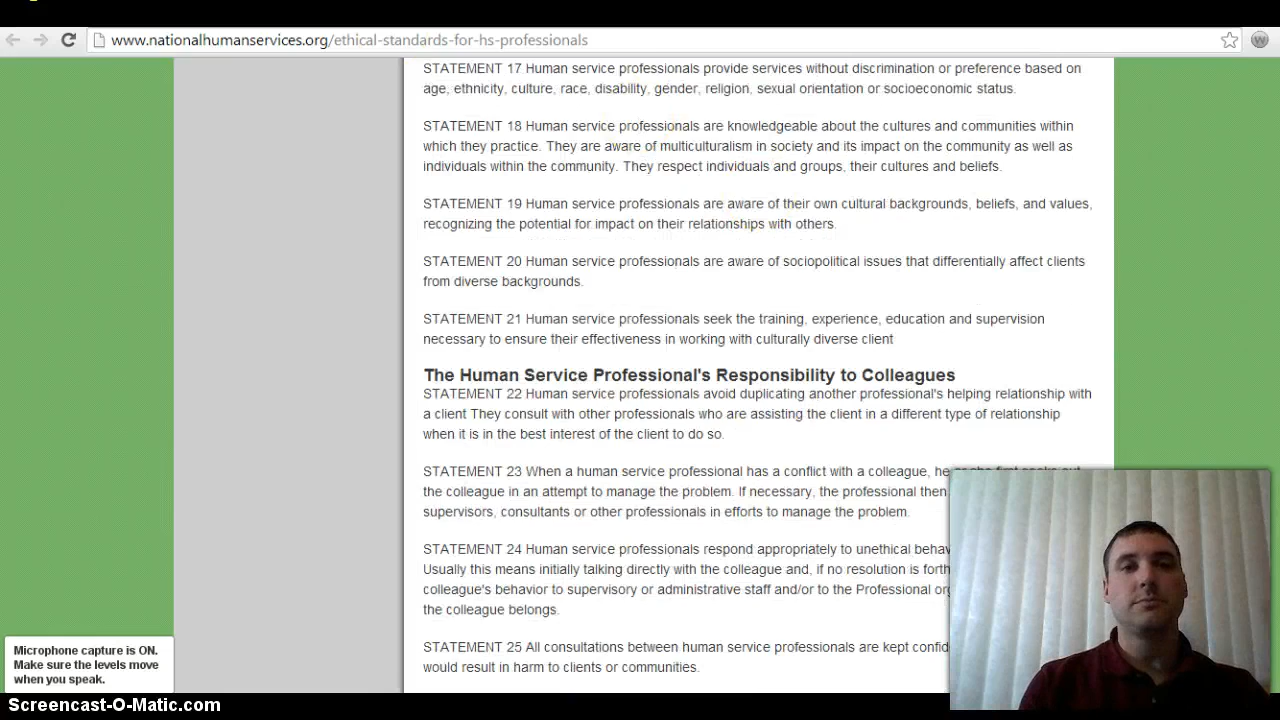 www.nationalhumanservices.org/ethical-standards-for-hs-professionals
STATEMENT 17 Human service professionals provide services without discrimination or preference based on
age, ethnicity, culture, race, disability, gender, religion, sexual orientation or socioeconomic status.
STATEMENT 18 Human service professionals are knowledgeable about the cultures and communities within
which they practice. They are aware of multiculturalism in society and its impact on the community as well as
individuals within the community. They respect individuals and groups, their cultures and beliefs.
STATEMENT 19 Human service professionals are aware of their own cultural backgrounds, beliefs, and values,
recognizing the potential for impact on their relationships with others.
STATEMENT 20 Human service professionals are aware of sociopolitical issues that differentially affect clients
from diverse backgrounds.
STATEMENT 21 Human service professionals seek the training, experience, education and supervision
necessary to ensure their effectiveness in working with culturally diverse client
The Human Service Professional's Responsibility to Colleagues
STATEMENT 22 Human service professionals avoid duplicating another professional's helping relationship with
a client They consult with other professionals who are assisting the client in a different type of relationship
when it is in the best interest of the client to do so.
STATEMENT 23 When a human service professional has a conflict with a colleague, he
the colleague in an attempt to manage the problem. If necessary, the professional then
supervisors, consultants or other professionals in efforts to manage the problem.
STATEMENT 24 Human service professionals respond appropriately to unethical behav
Usually this means initially talking directly with the colleague and, if no resolution is forth
colleague's behavior to supervisory or administrative staff and/or to the Professional org
the colleague belongs.
STATEMENT 25 All consultations between human service professionals are kept confid
would result in harm to clients or communities.
Microphone capture is ON.
Make sure the levels move
when you speak.
Screencast-O-Matic.com